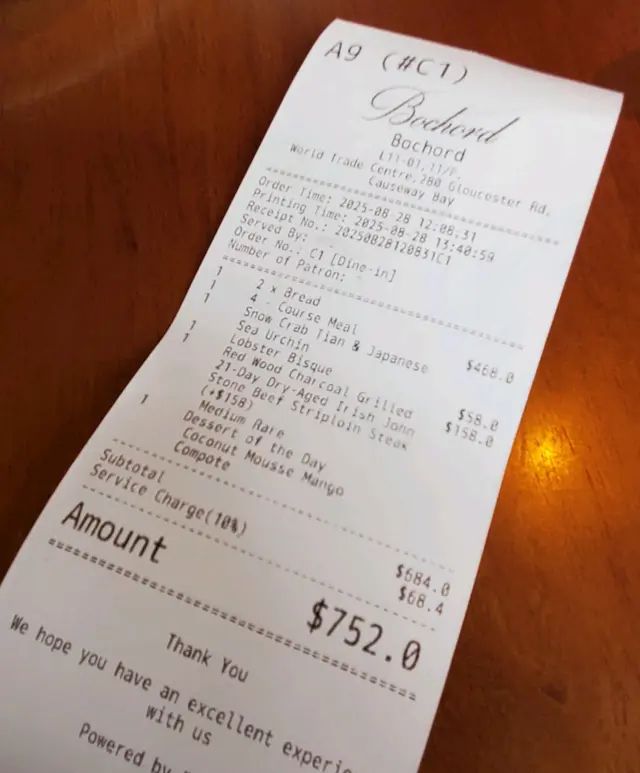 A9 (#C1)
Bochord
Bochord
L11-01,11/F,
World Trade Centre,280 Gloucester Rd,
Causeway Bay
Order Time: 2025-08-28 12:08:31
Printing Time: 2025-08-28 13:40:59
Receipt No.: 20250828120831C1
Served By: -
Order No.: C1 [Dine-in]
Number of Patron: -
1 2 x Bread
1 4 - Course Meal $468.0
1 Snow Crab Tian & Japanese
Sea Urchin
1 Lobster Bisque $58.0
1 Red Wood Charcoal Grilled $158.0
21-Day Dry-Aged Irish John
Stone Beef Striploin Steak
(+$158)
Medium Rare
1 Dessert of the Day
Coconut Mousse Mango
Compote
Subtotal $684.0
Service Charge(10%) $68.4
Amount $752.0
Thank You
We hope you have an excellent experie
with us
Powered by